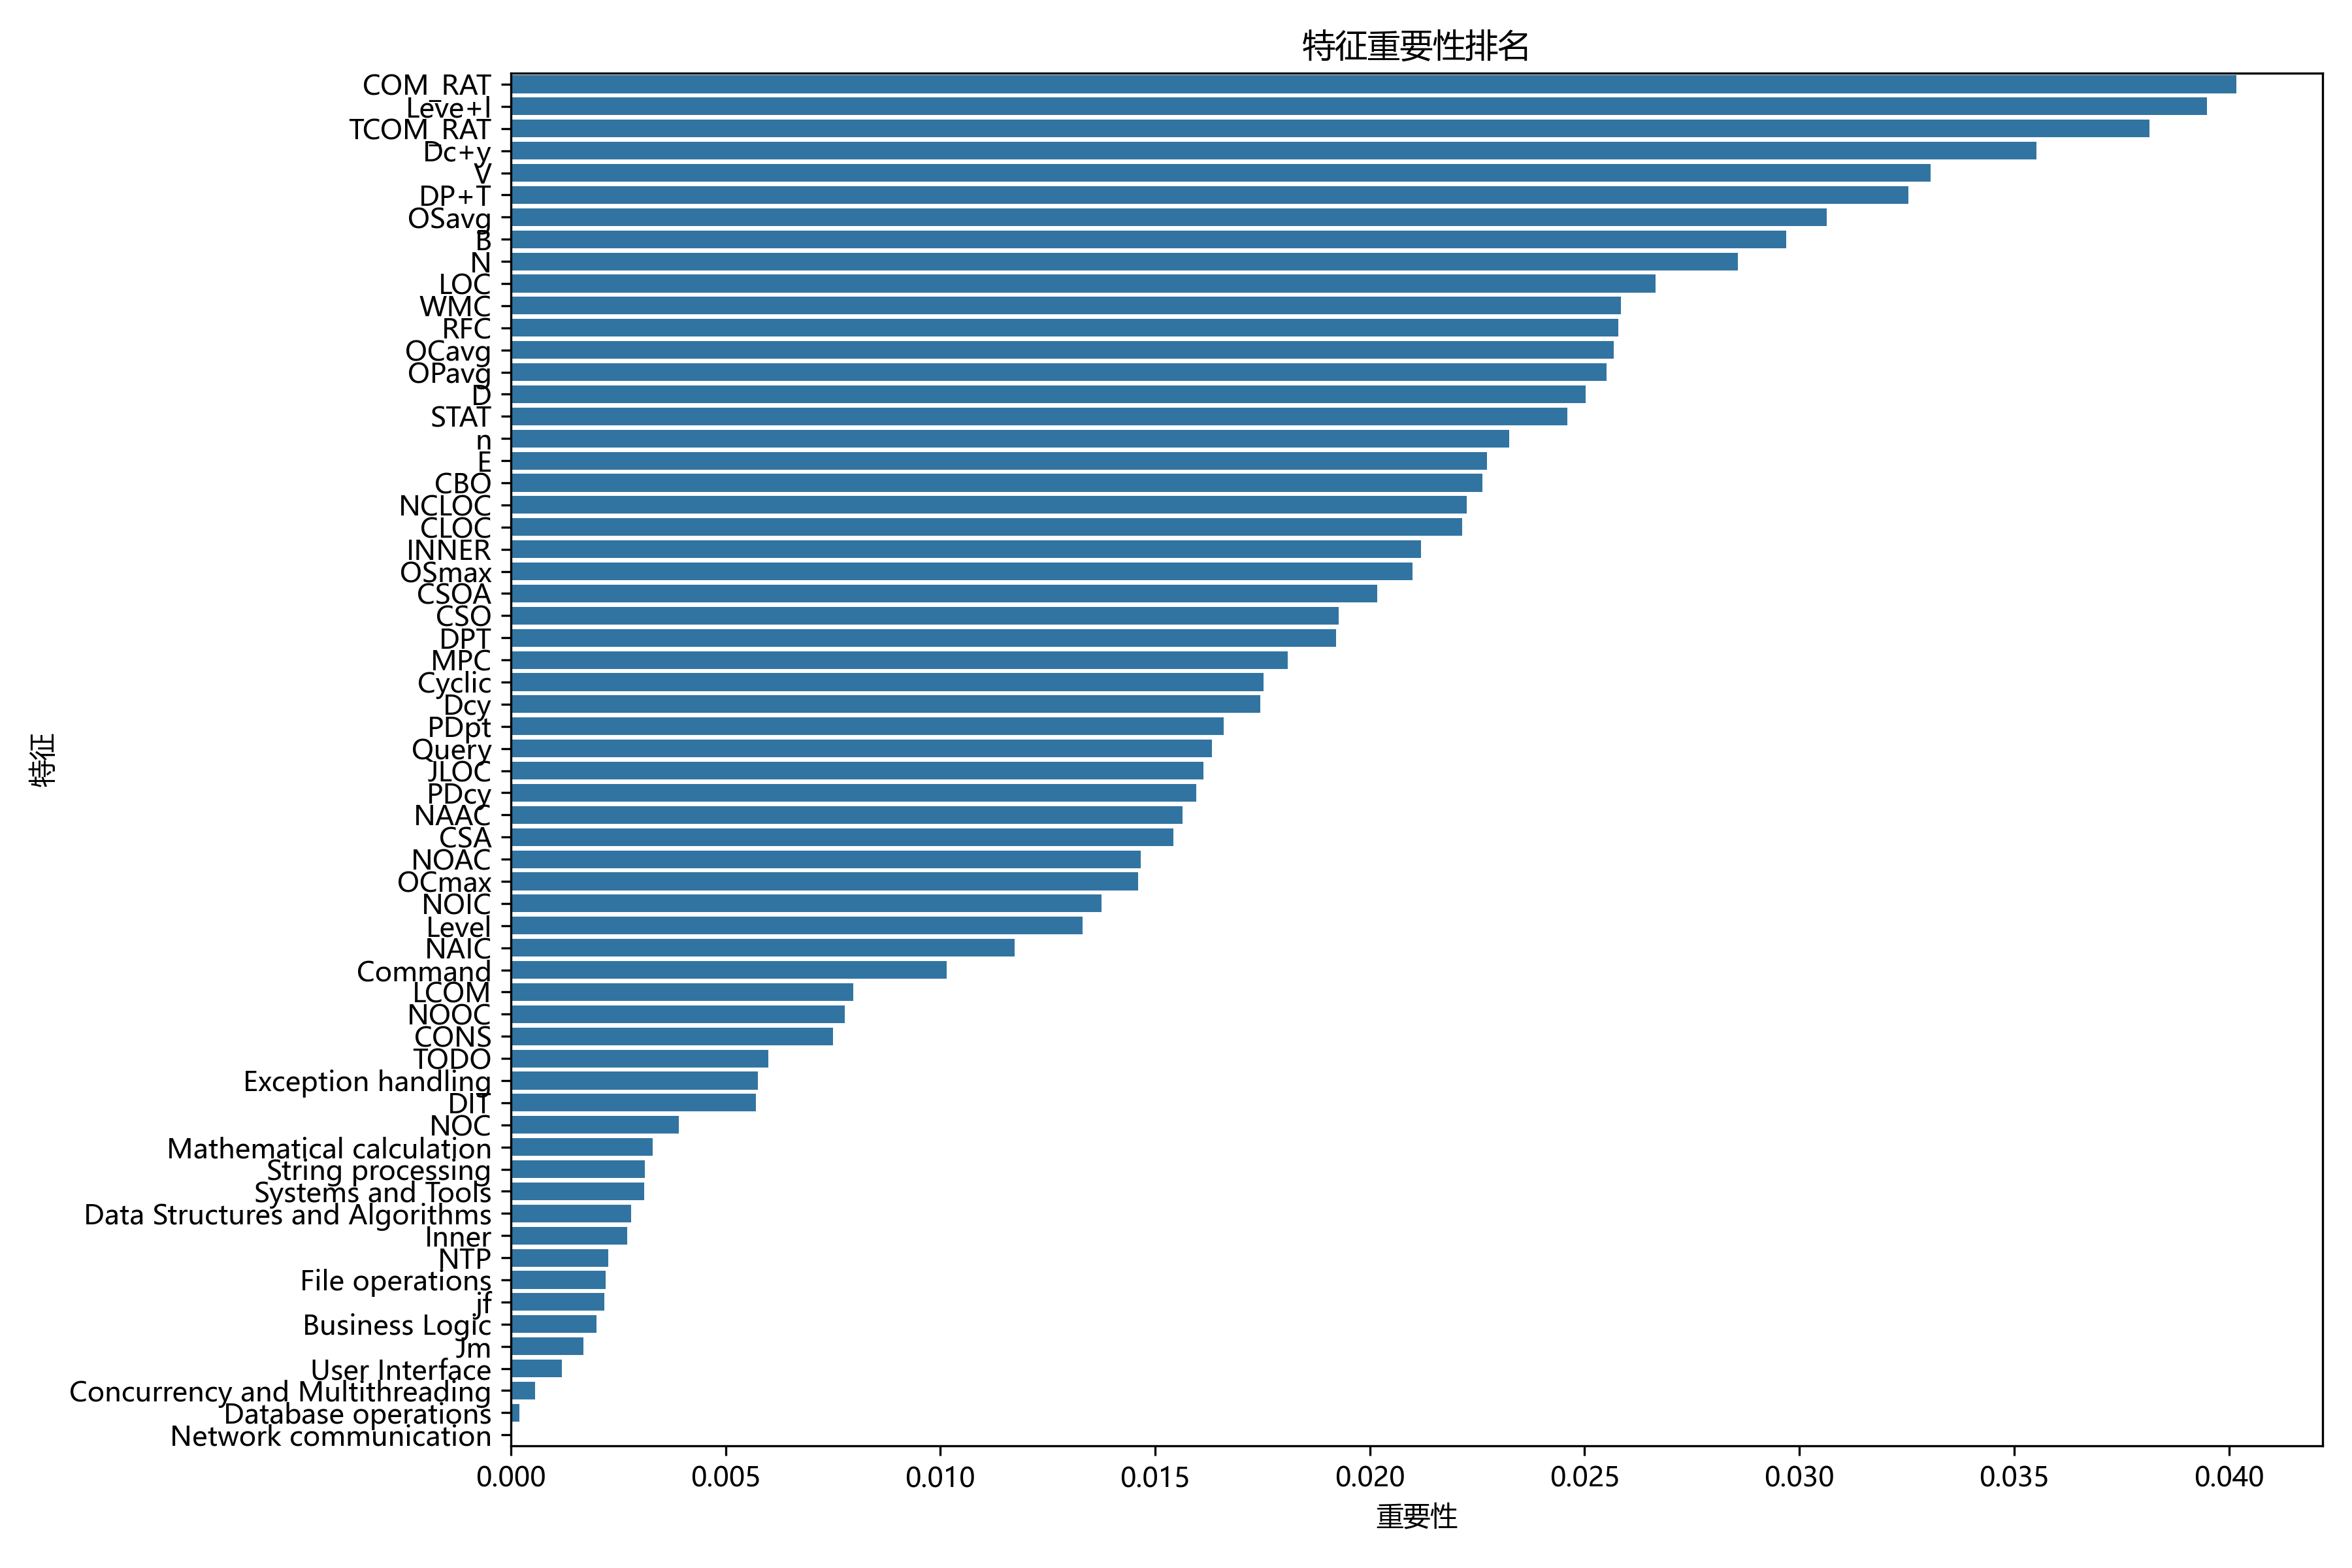 特征重要性排名
COM_RAT
Leve+l
TCOM_RAT
Dc+y
V
DP+T
OSavg
B
N
LOC
WMC
RFC
OCavg
OPavg
D
STAT
n
E
CBO
NCLOC
CLOC
INNER
OSmax
CSOA
CSO
DPT
MPC
Cyclic
Dcy
PDpt
Query
JLOC
PDcy
NAAC
CSA
NOAC
OCmax
NOIC
Level
NAIC
Command
LCOM
NOOC
CONS
TODO
Exception handling
DIT
NOC
Mathematical calculation
String processing
Systems and Tools
Data Structures and Algorithms
Inner
NTP
File operations
jf
Business Logic
Jm
User Interface
Concurrency and Multithreading
Database operations
Network communication
特征
0.000 0.005 0.010 0.015 0.020 0.025 0.030 0.035 0.040
重要性